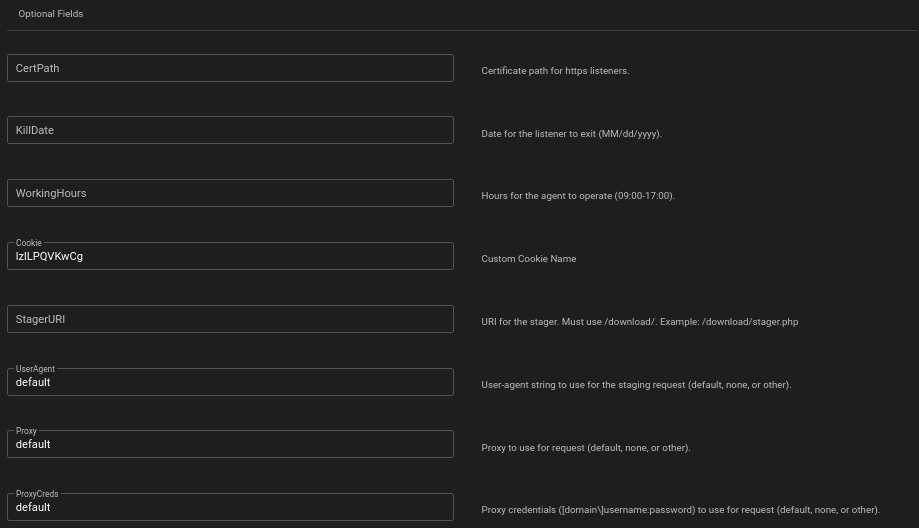 Optional Fields
CertPath
Certificate path for https listeners.
KillDate
Date for the listener to exit (MM/dd/yyyy).
WorkingHours
Hours for the agent to operate (09:00-17:00).
Cookie
lzlLPQVKwCg
Custom Cookie Name
StagerURI
URI for the stager. Must use /download/. Example: /download/stager.php
UserAgent
default
User-agent string to use for the staging request (default, none, or other).
Proxy
default
Proxy to use for request (default, none, or other).
ProxyCreds
default
Proxy credentials ([domain\]username:password) to use for request (default, none, or other).